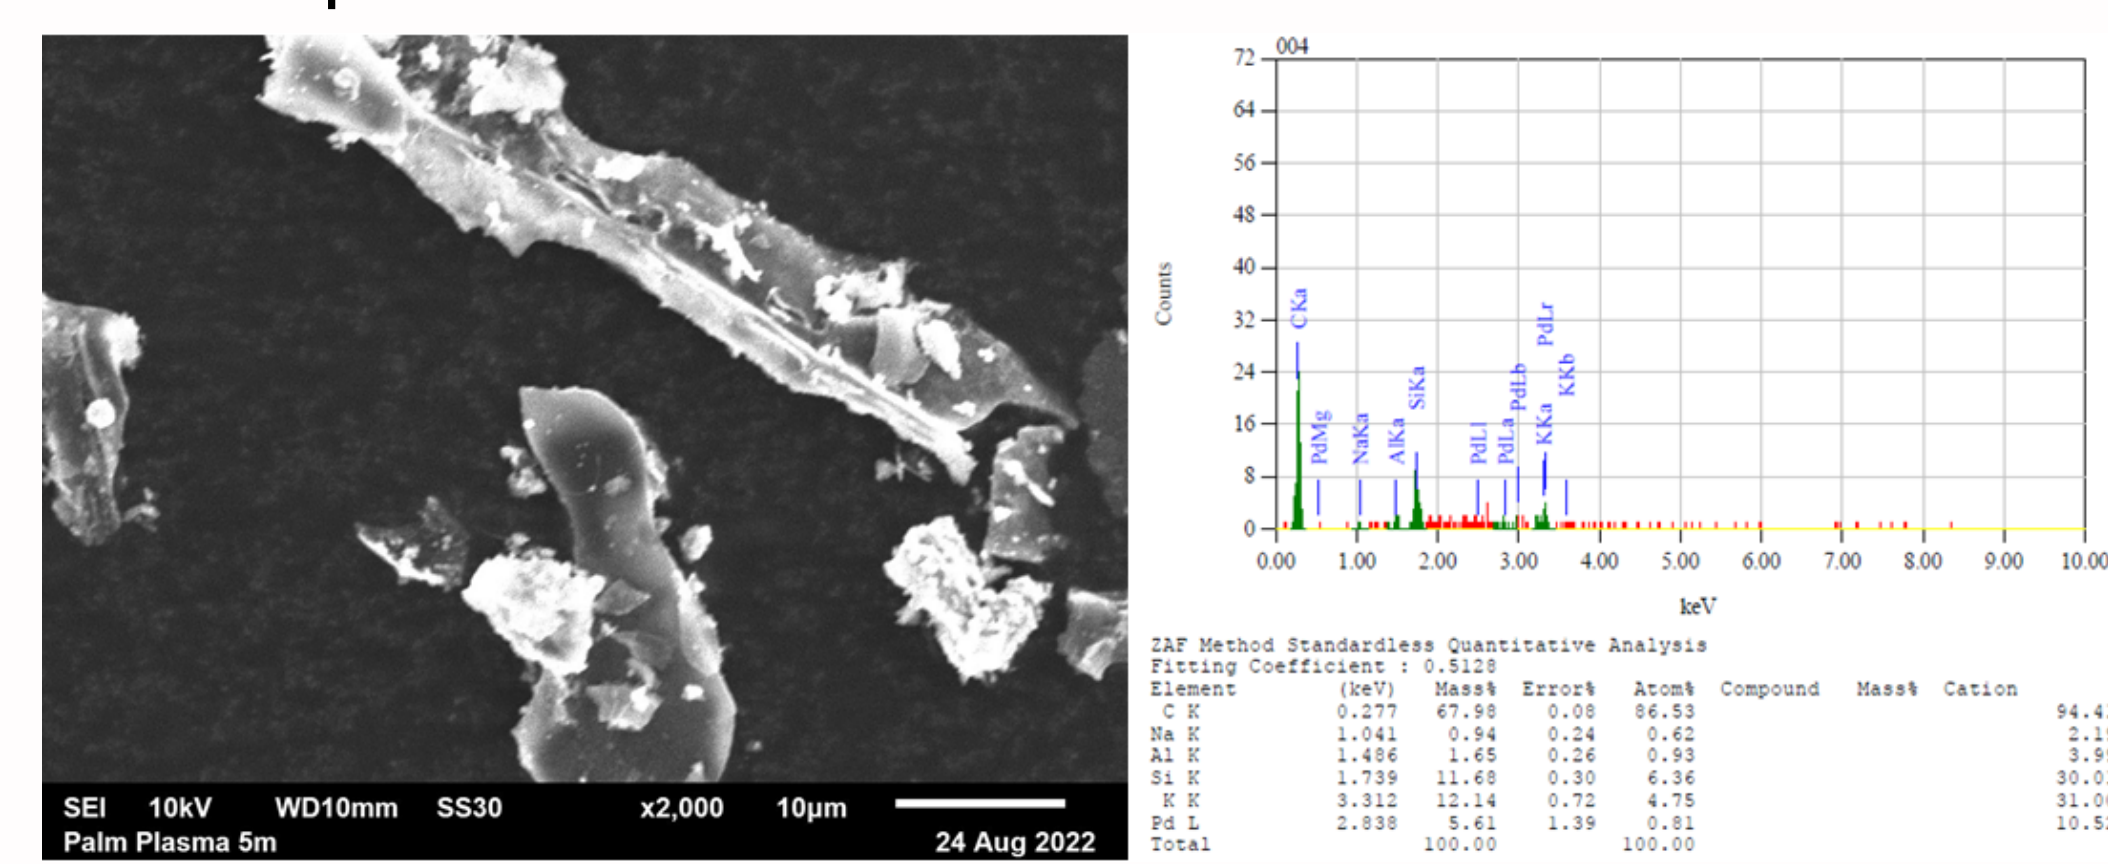 SEI 10kV WD10mm SS30 x2,000 10µm
Palm Plasma 5m 24 Aug 2022
004
72
64
56
48
40
32
24
16
8
0
Counts
CKa
PdMg
NaKa
AlKa
SiKa
PdLl
PdLa
PdLb
KKa
PdLr
KKb
0.00 1.00 2.00 3.00 4.00 5.00 6.00 7.00 8.00 9.00 10.00
keV
ZAF Method Standardless Quantitative Analysis
Fitting Coefficient : 0.5128
Element (keV) Mass% Error% Atom% Compound Mass% Cation
C K 0.277 67.98 0.08 86.53
Na K 1.041 0.94 0.24 0.62
Al K 1.486 1.65 0.26 0.93
Si K 1.739 11.68 0.30 6.36
K K 3.312 12.14 0.72 4.75
Pd L 2.838 5.61 1.39 0.81
Total 100.00 100.00